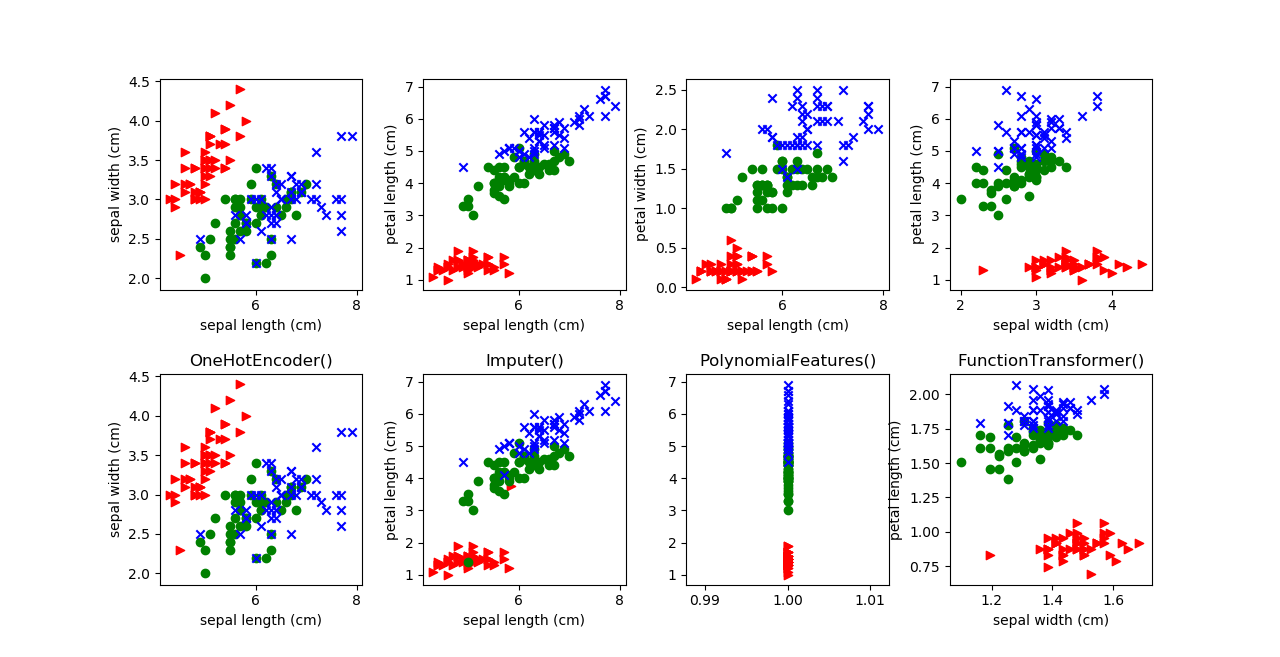 4.5
4.0
3.5
3.0
2.5
2.0
sepal width (cm)
6 8
sepal length (cm)
7
6
5
4
3
2
1
petal length (cm)
6 8
sepal length (cm)
2.5
2.0
1.5
1.0
0.5
0.0
petal width (cm)
6 8
sepal length (cm)
7
6
5
4
3
2
1
petal length (cm)
2 3 4
sepal width (cm)
OneHotEncoder()
4.5
4.0
3.5
3.0
2.5
2.0
sepal width (cm)
6 8
sepal length (cm)
Imputer()
7
6
5
4
3
2
1
petal length (cm)
6 8
sepal length (cm)
PolynomialFeatures()
7
6
5
4
3
2
1
0.99 1.00 1.01
FunctionTransformer()
2.00
1.75
1.50
1.25
1.00
0.75
petal length (cm)
1.2 1.4 1.6
sepal width (cm)